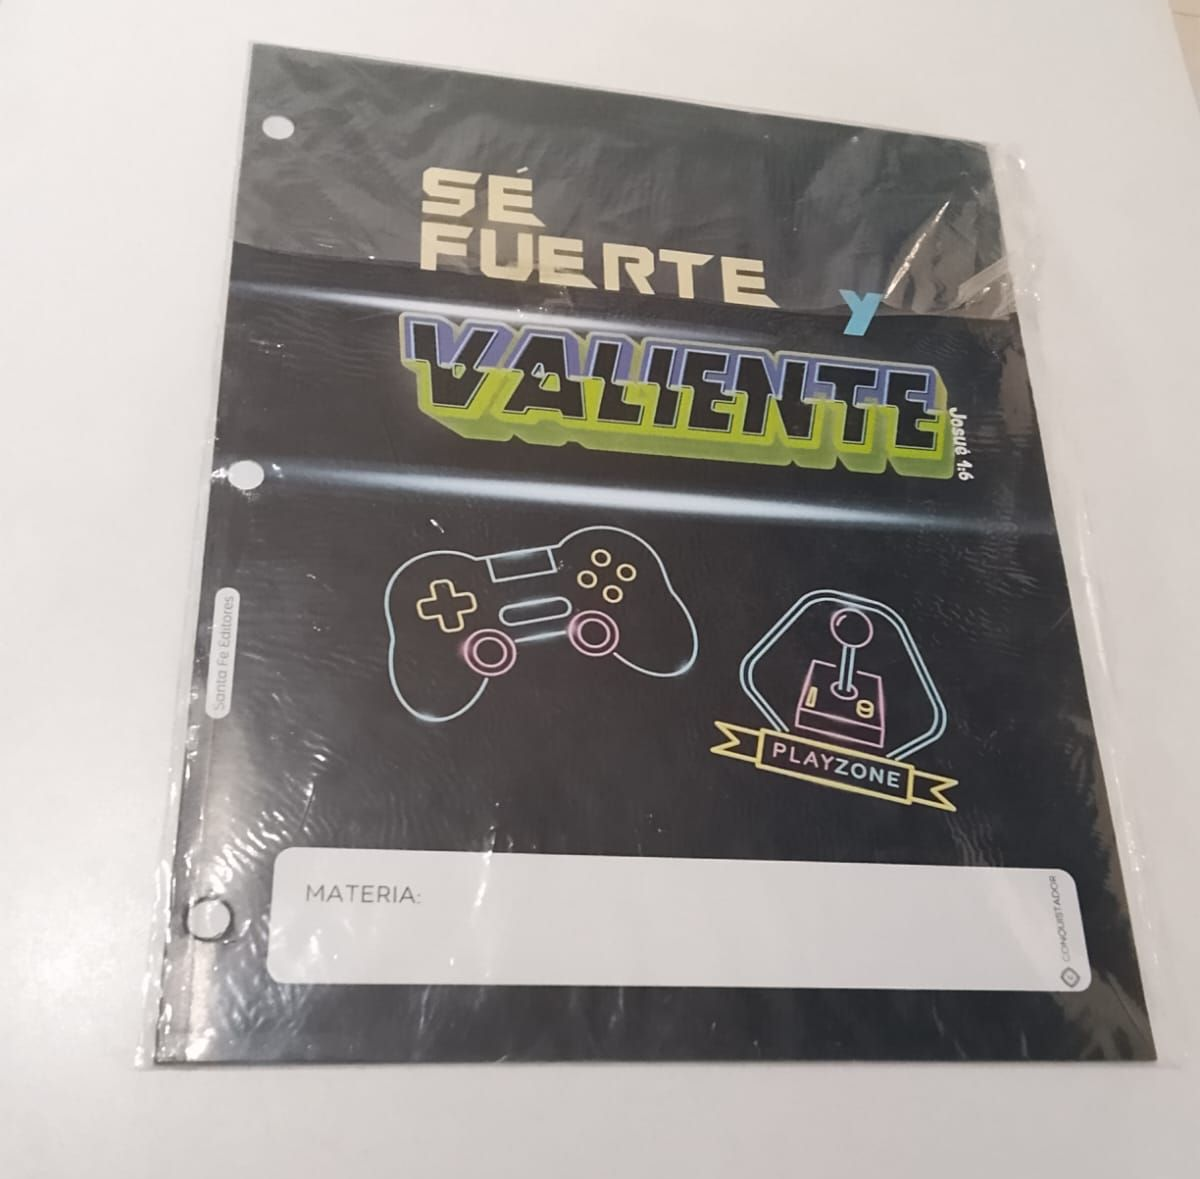 SÉ
FUERTE
Y
VALIENTE
Josué 1:6
Santa Fe Editores
PLAYZONE
MATERIA:
CONQUISTADOR